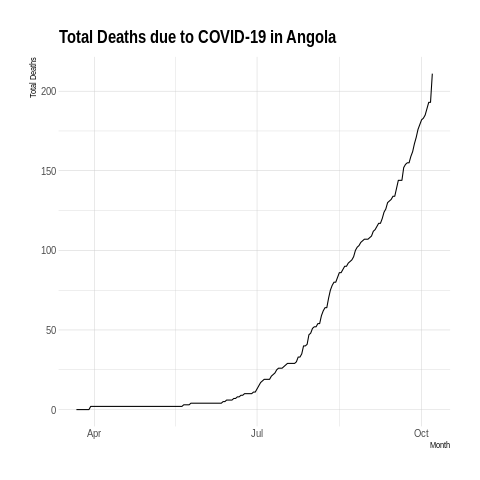 Total Deaths due to COVID-19 in Angola
Total Deaths
200
150
100
50
0
Apr
Jul
Oct
Month